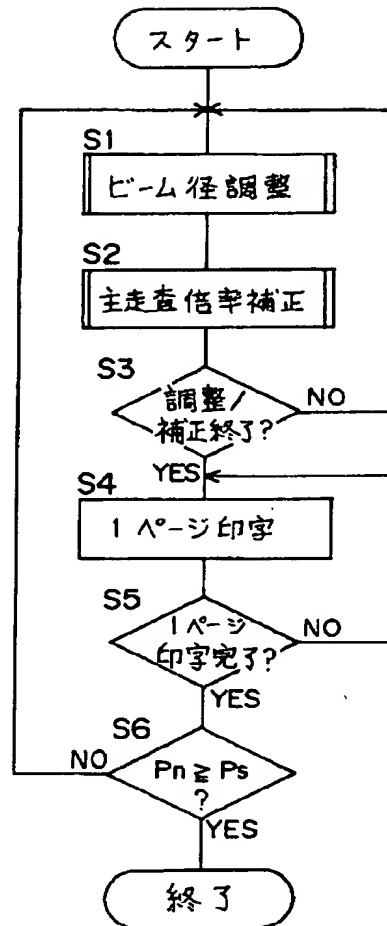 スタート
S1
ビーム径調整
S2
主走査倍率補正
S3
調整/
補正終了?
NO
YES
S4
1 ページ印字
S5
1 ページ
印字完了?
NO
YES
S6
NO
Pn ≧ Ps
?
YES
終了